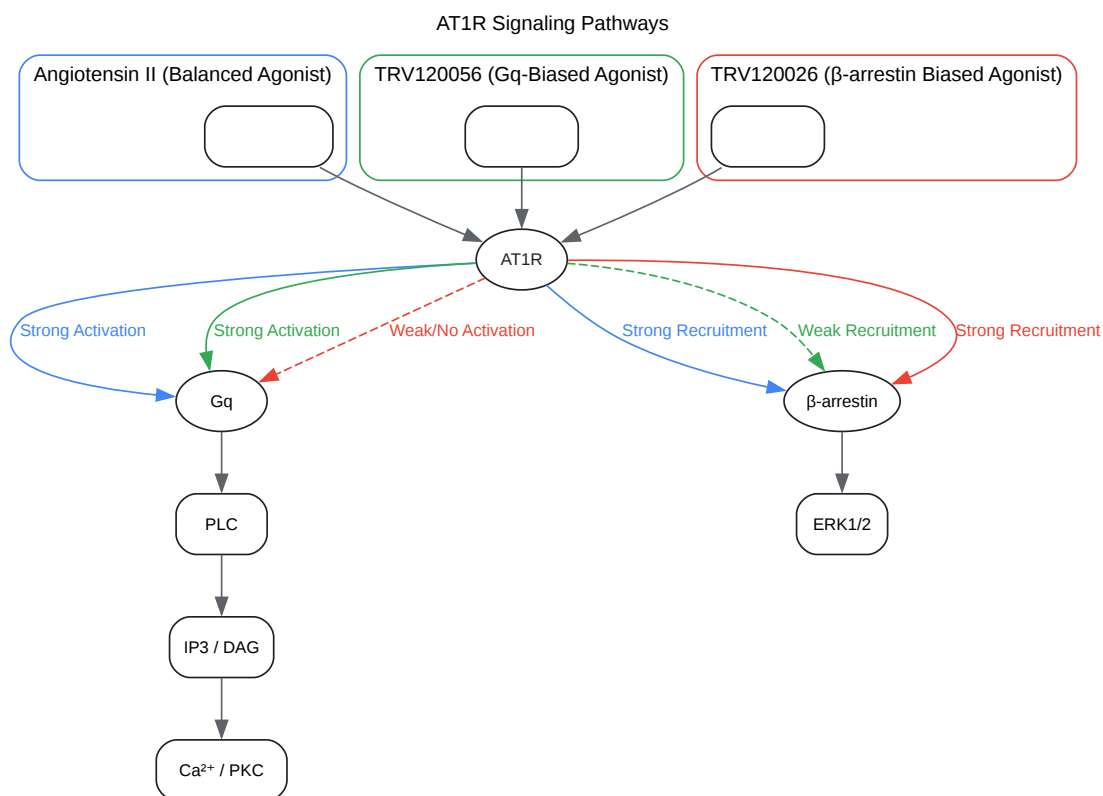 AT1R Signaling Pathways
Angiotensin II (Balanced Agonist)
TRV120056 (Gq-Biased Agonist)
TRV120026 (β-arrestin Biased Agonist)
AT1R
Strong Activation
Strong Activation
Weak/No Activation
Strong Recruitment
Weak Recruitment
Strong Recruitment
Gq
β-arrestin
PLC
ERK1/2
IP3 / DAG
Ca²⁺ / PKC